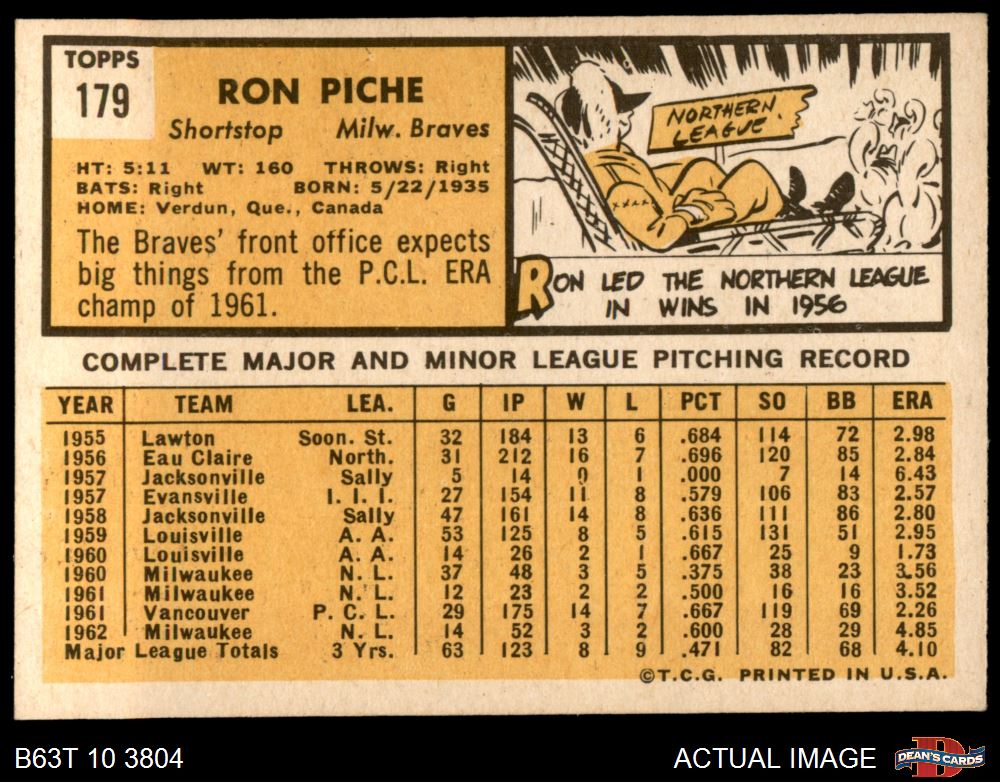 TOPPS
179
RON PICHE
Shortstop Milw. Braves
HT: 5:11 WT: 160 THROWS: Right
BATS: Right BORN: 5/22/1935
HOME: Verdun, Que., Canada
The Braves' front office expects
big things from the P.C.L. ERA
champ of 1961.
NORTHERN
LEAGUE
RON LED THE NORTHERN LEAGUE
IN WINS IN 1956
COMPLETE MAJOR AND MINOR LEAGUE PITCHING RECORD
YEAR TEAM LEA. G IP W L PCT SO BB ERA
1955 Lawton Soon. St. 32 184 13 6 .684 114 72 2.98
1956 Eau Claire North. 31 212 16 7 .696 120 85 2.84
1957 Jacksonville Sally 5 14 0 1 .000 7 14 6.43
1957 Evansville I. I. I. 27 154 11 8 .579 106 83 2.57
1958 Jacksonville Sally 47 161 14 8 .636 111 86 2.80
1959 Louisville A. A. 53 125 8 5 .615 131 51 2.95
1960 Louisville A. A. 14 26 2 1 .667 25 9 1.73
1960 Milwaukee N. L. 37 48 3 5 .375 38 23 3.56
1961 Milwaukee N. L. 12 23 2 2 .500 16 16 3.52
1961 Vancouver P. C. L. 29 175 14 7 .667 119 69 2.26
1962 Milwaukee N. L. 14 52 3 2 .600 28 29 4.85
Major League Totals 3 Yrs. 63 123 8 9 .471 82 68 4.10
©T.C.G. PRINTED IN U.S.A.
B63T 10 3804
ACTUAL IMAGE
D
DEAN'S CARDS